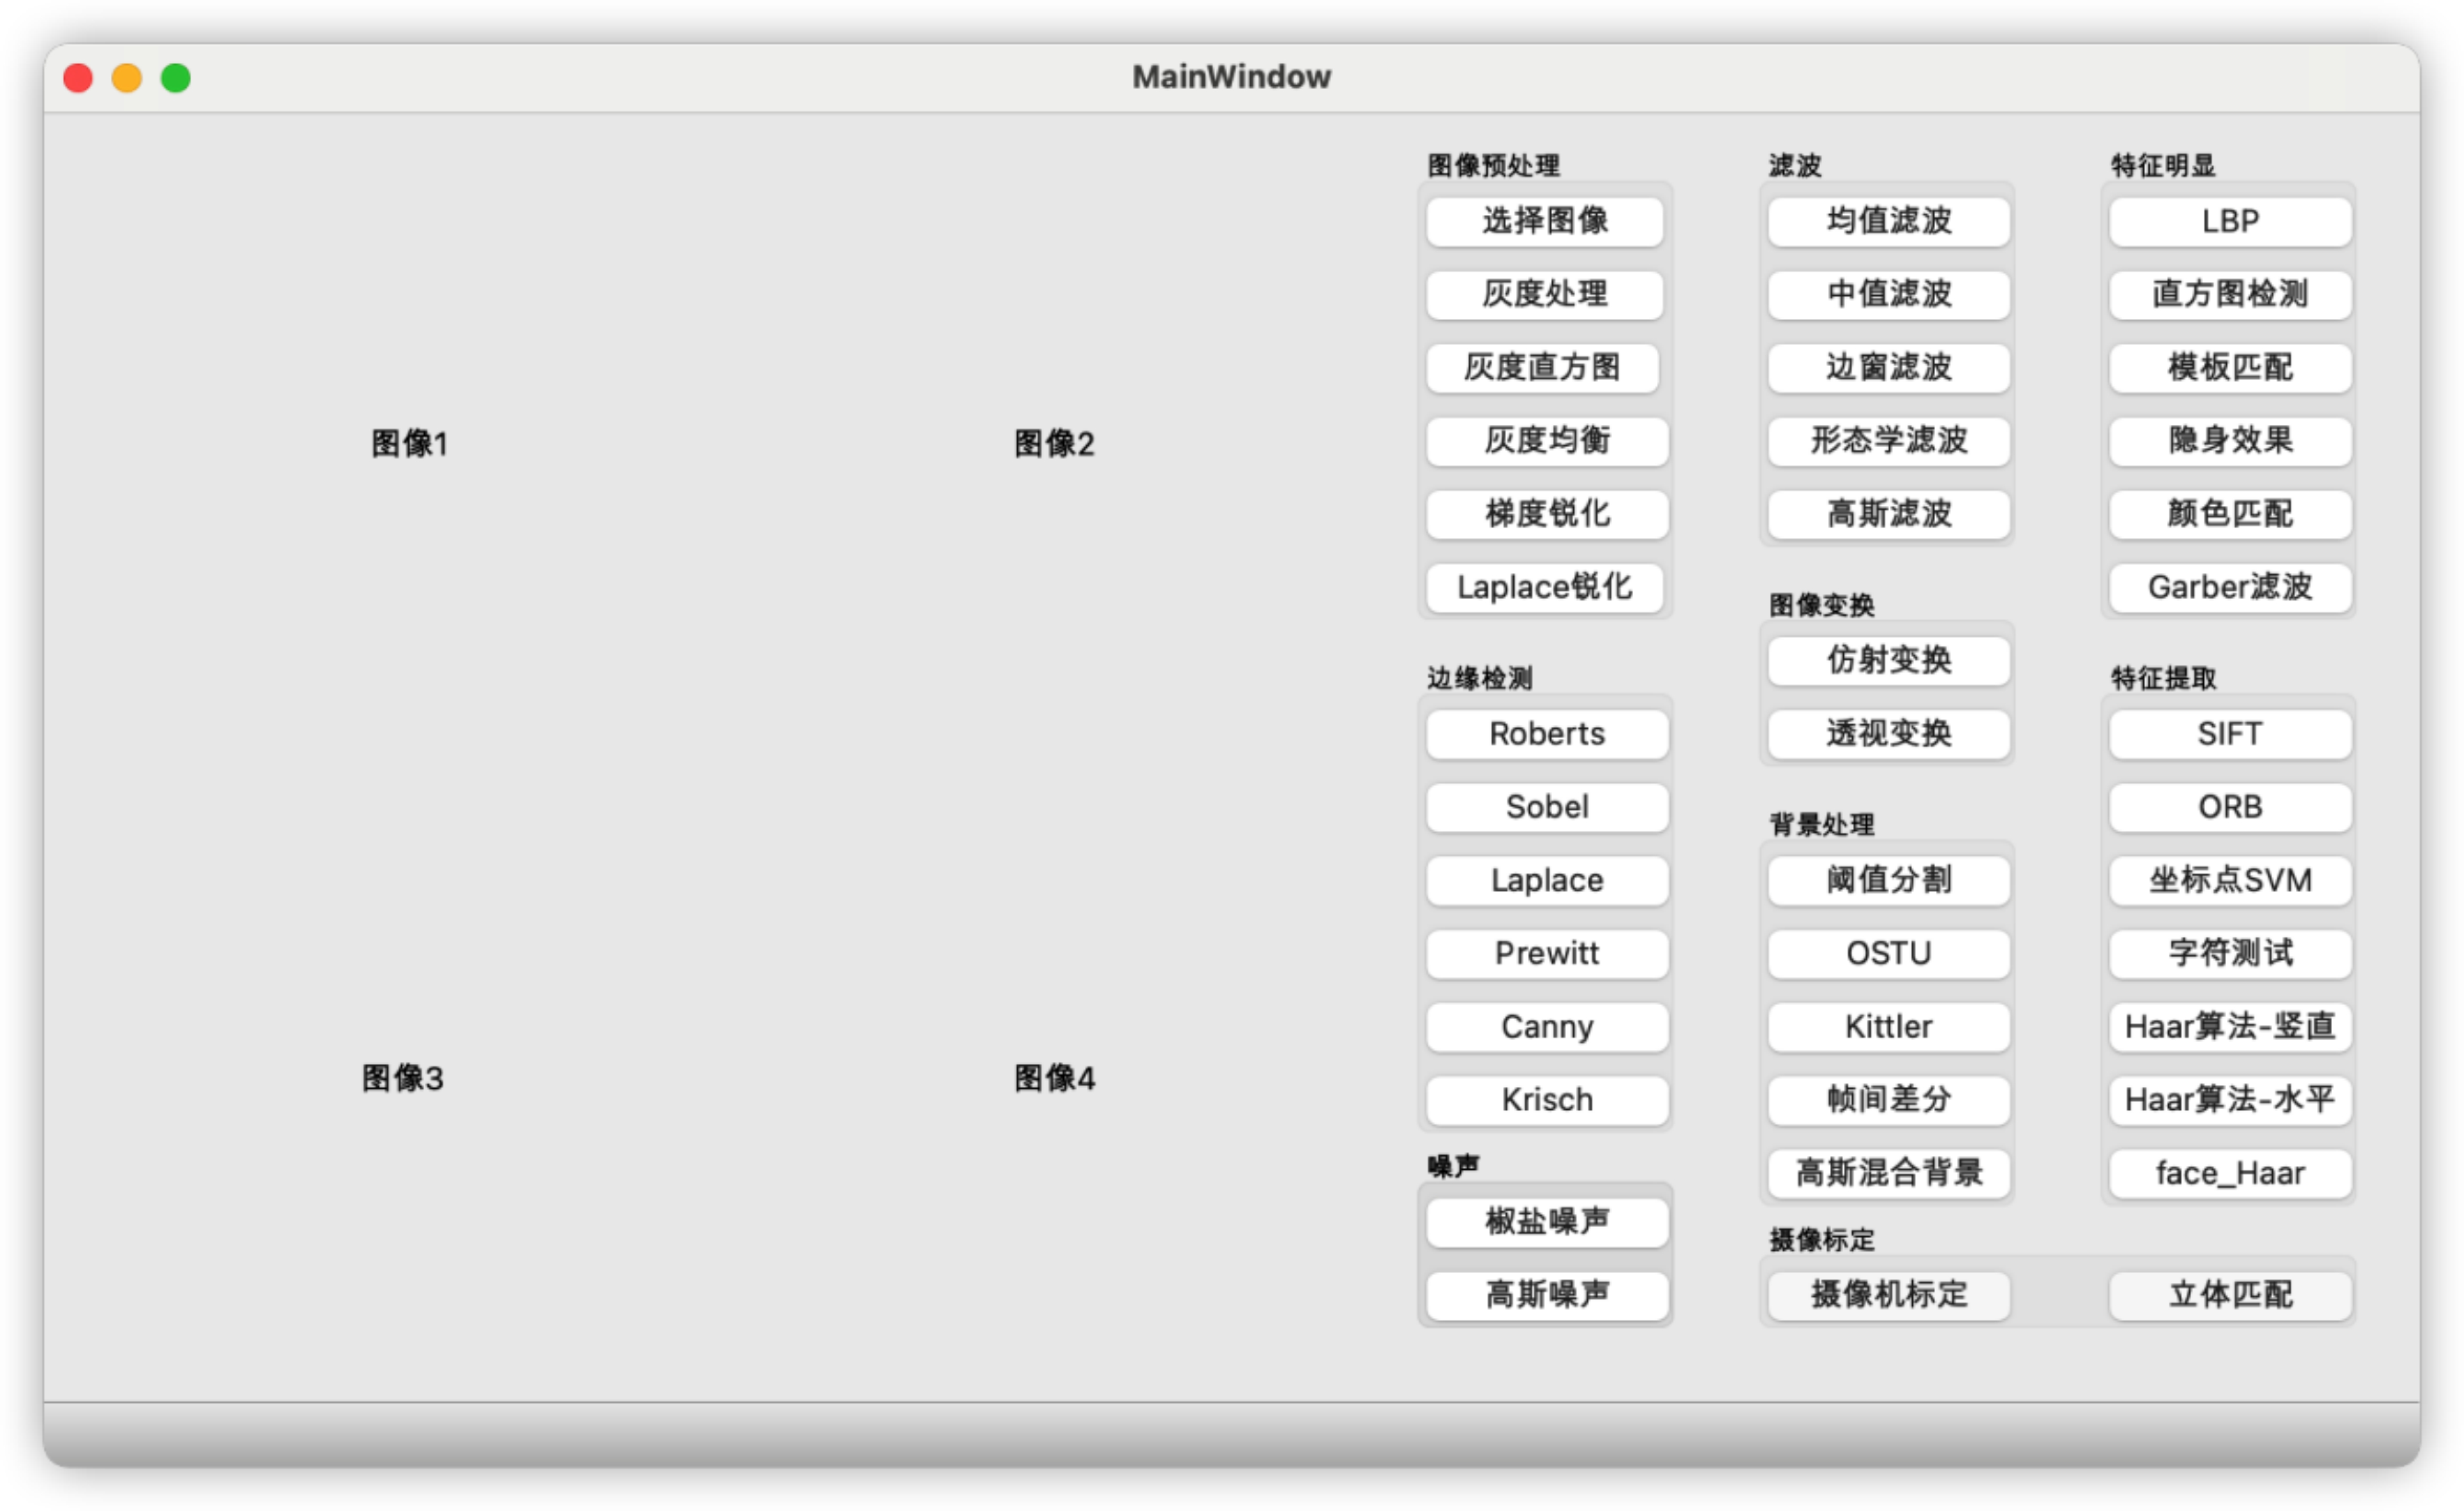 MainWindow
图像1
图像2
图像3
图像4
图像预处理
选择图像
灰度处理
灰度直方图
灰度均衡
梯度锐化
Laplace锐化
边缘检测
Roberts
Sobel
Laplace
Prewitt
Canny
Krisch
噪声
椒盐噪声
高斯噪声
滤波
均值滤波
中值滤波
边窗滤波
形态学滤波
高斯滤波
图像变换
仿射变换
透视变换
背景处理
阈值分割
OSTU
Kittler
帧间差分
高斯混合背景
特征明显
LBP
直方图检测
模板匹配
隐身效果
颜色匹配
Garber滤波
特征提取
SIFT
ORB
坐标点SVM
字符测试
Haar算法-竖直
Haar算法-水平
face_Haar
摄像标定
摄像机标定
立体匹配